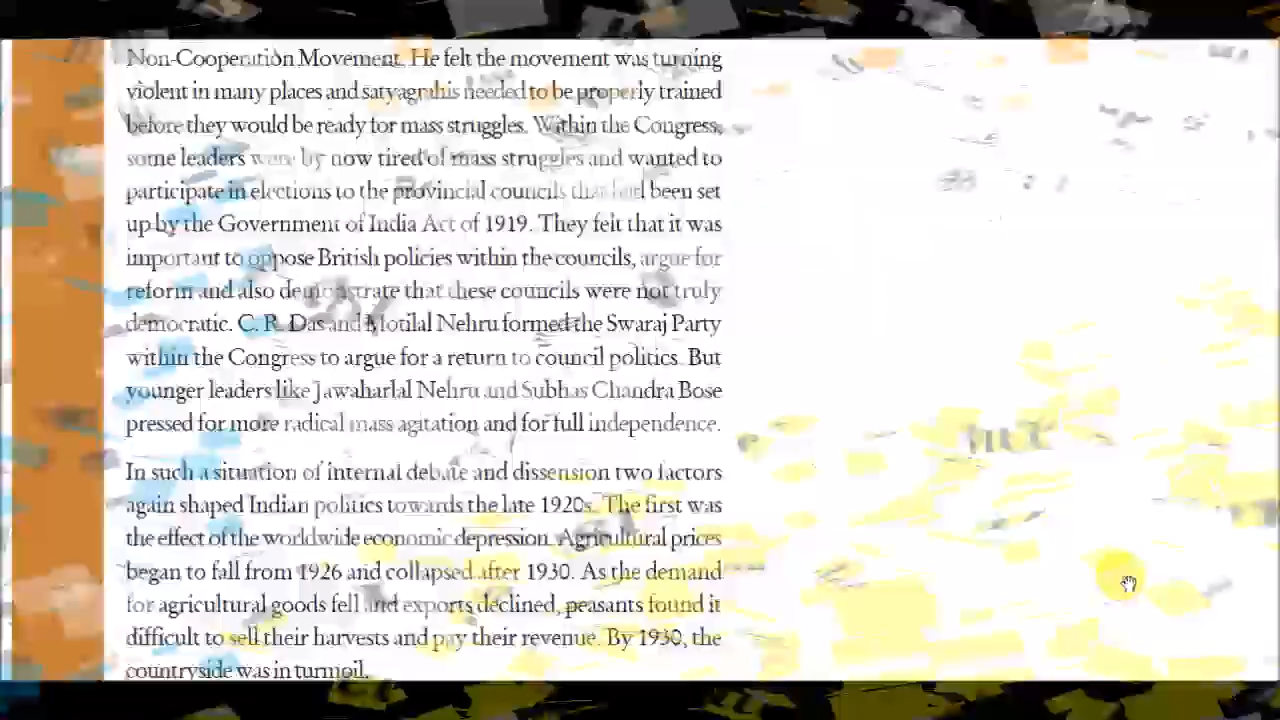 Non-Cooperation Movement. He felt the movement was turning
violent in many places and satyagrahis needed to be properly trained
before they would be ready for mass struggles. Within the Congress,
some leaders were by now tired of mass struggles and wanted to
participate in elections to the provincial councils that had been set
up by the Government of India Act of 1919. They felt that it was
important to oppose British policies within the councils, argue for
reform and also demonstrate that these councils were not truly
democratic. C. R. Das and Motilal Nehru formed the Swaraj Party
within the Congress to argue for a return to council politics. But
younger leaders like Jawaharlal Nehru and Subhas Chandra Bose
pressed for more radical mass agitation and for full independence.
In such a situation of internal debate and dissension two factors
again shaped Indian politics towards the late 1920s. The first was
the effect of the worldwide economic depression. Agricultural prices
began to fall from 1926 and collapsed after 1930. As the demand
for agricultural goods fell and exports declined, peasants found it
difficult to sell their harvests and pay their revenue. By 1930, the
countryside was in turmoil.